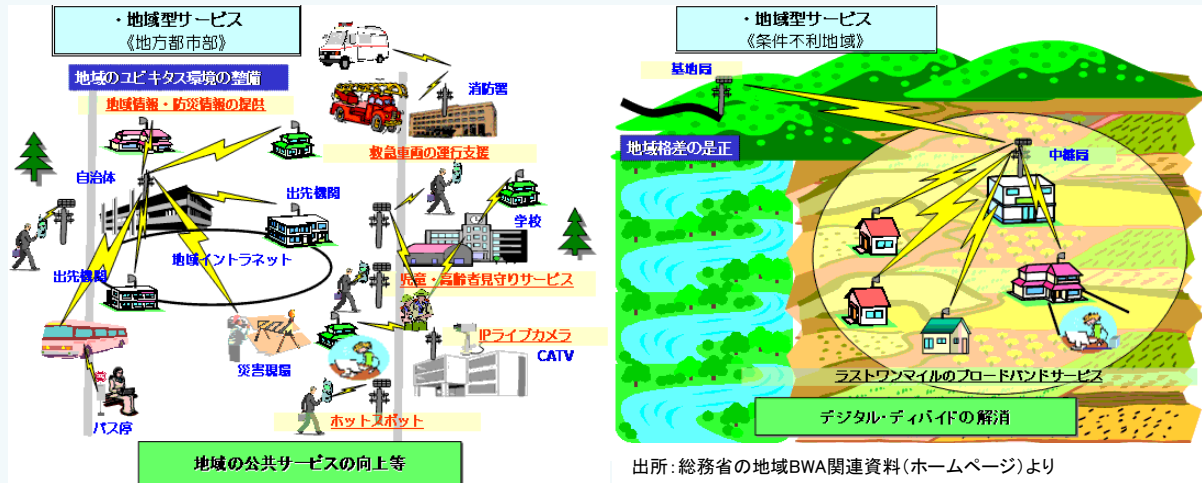 ・地域型サービス
《地方都市部》
地域のユビキタス環境の整備
地域情報・防災情報の提供
消防署
救急車両の運行支援
自治体
出先機関
学校
地域イントラネット
出先機関
児童・高齢者見守りサービス
IPライブカメラ
CATV
災害現場
バス停
ホットスポット
地域の公共サービスの向上等
・地域型サービス
《条件不利地域》
基地局
地域格差の是正
中継局
ラストワンマイルのブロードバンドサービス
デジタル・ディバイドの解消
出所：総務省の地域BWA関連資料（ホームページ）より